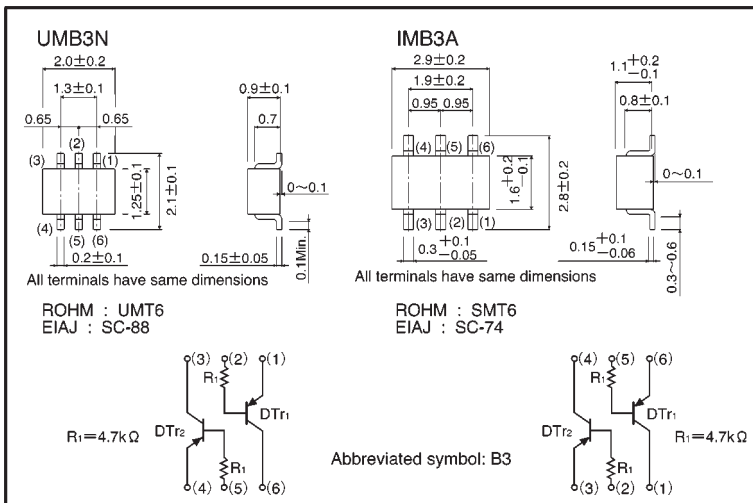 UMB3N
2.0±0.2
1.3±0.1
0.65
0.65
(2)
(3)
(1)
(4)
(5)
(6)
1.25±0.1
2.1±0.1
0.2±0.1
0.9±0.1
0.7
0~0.1
0.15±0.05
0.1Min.
All terminals have same dimensions
ROHM : UMT6
EIAJ : SC-88
IMB3A
2.9±0.2
1.9±0.2
0.95 0.95
(4) (5) (6)
(3) (2) (1)
1.6+0.2−0.1
2.8±0.2
0.3+0.1−0.05
1.1+0.2−0.1
0.8±0.1
0~0.1
0.15+0.1−0.06
0.3~0.6
All terminals have same dimensions
ROHM : SMT6
EIAJ : SC-74
(3) (2) (1)
R1
DTr1
DTr2
R1=4.7kΩ
R1
(4) (5) (6)
Abbreviated symbol: B3
(4) (5) (6)
R1
DTr1
DTr2
R1=4.7kΩ
R1
(3) (2) (1)